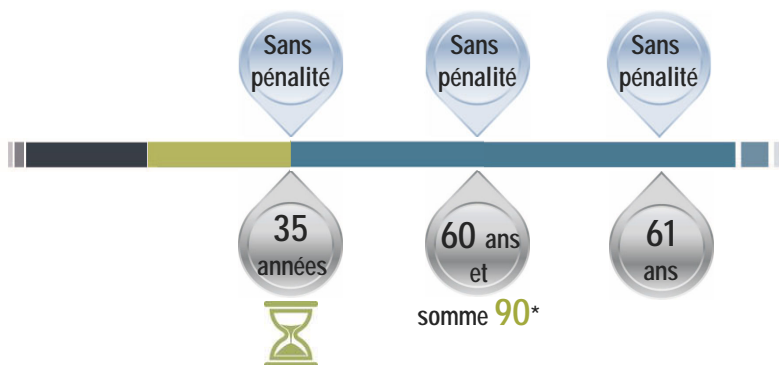 Sans
pénalité
Sans
pénalité
Sans
pénalité
35
années
60 ans
et
somme 90*
61
ans